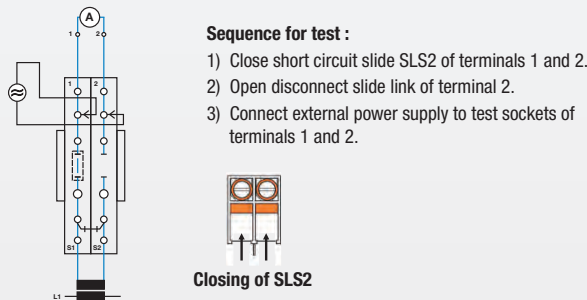 A
1 2
Sequence for test :
1) Close short circuit slide SLS2 of terminals 1 and 2.
2) Open disconnect slide link of terminal 2.
3) Connect external power supply to test sockets of
terminals 1 and 2.
1 2
S1 S2
Closing of SLS2
L1